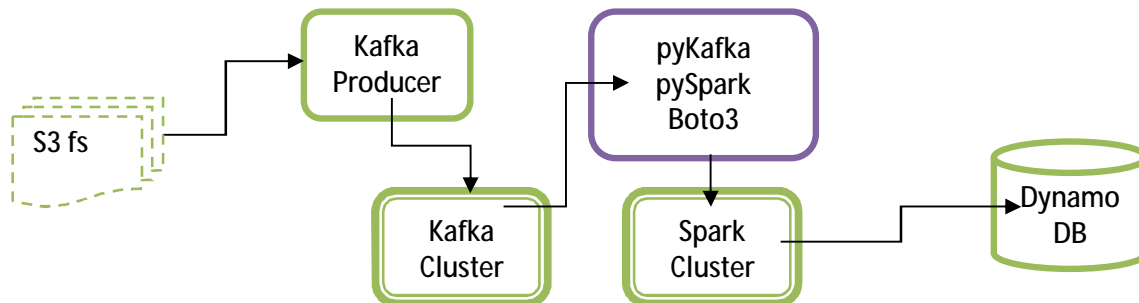 S3 fs
Kafka
Producer
Kafka
Cluster
pyKafka
pySpark
Boto3
Spark
Cluster
Dynamo
DB